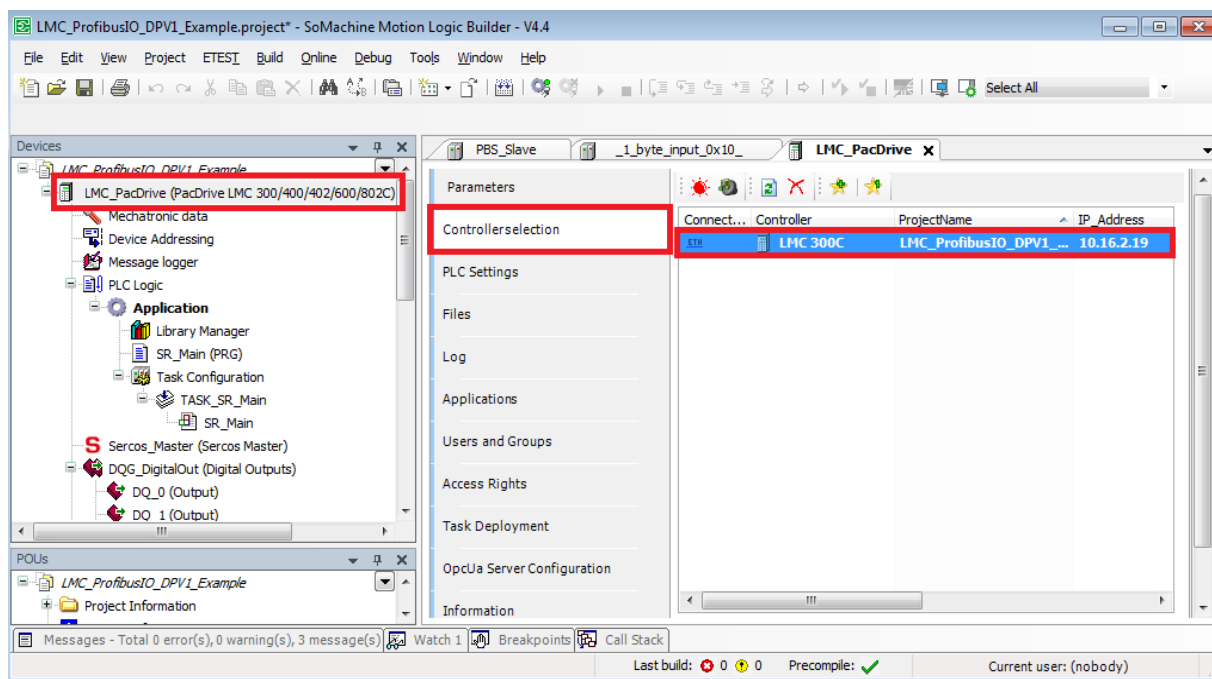 LMC_ProfibusIO_DPV1_Example.project* - SoMachine Motion Logic Builder - V4.4
File Edit View Project ETEST Build Online Debug Tools Window Help
Select All
Devices
LMC_ProfibusIO_DPV1_Example
LMC_PacDrive (PacDrive LMC 300/400/402/600/802C)
Mechatronic data
Device Addressing
Message logger
PLC Logic
Application
Library Manager
SR_Main (PRG)
Task Configuration
TASK_SR_Main
SR_Main
Sercos_Master (Sercos Master)
DQG_DigitalOut (Digital Outputs)
DQ_0 (Output)
DQ_1 (Output)
POUs
LMC_ProfibusIO_DPV1_Example
Project Information
PBS_Slave _1_byte_input_0x10_ LMC_PacDrive
Parameters
Controllerselection
PLC Settings
Files
Log
Applications
Users and Groups
Access Rights
Task Deployment
OpcUa Server Configuration
Information
Connect... Controller ProjectName IP_Address
ETH LMC 300C LMC_ProfibusIO_DPV1_... 10.16.2.19
Messages - Total 0 error(s), 0 warning(s), 3 message(s) Watch 1 Breakpoints Call Stack
Last build: 0 0 Precompile: Current user: (nobody)